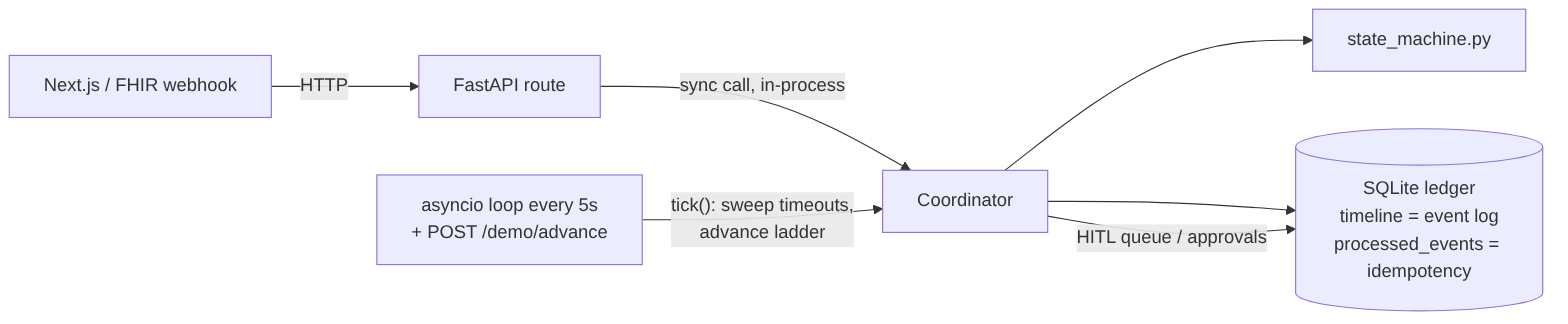 Next.js / FHIR webhook
HTTP
FastAPI route
sync call, in-process
state_machine.py
asyncio loop every 5s
+ POST /demo/advance
tick(): sweep timeouts,
advance ladder
Coordinator
HITL queue / approvals
SQLite ledger
timeline = event log
processed_events =
idempotency